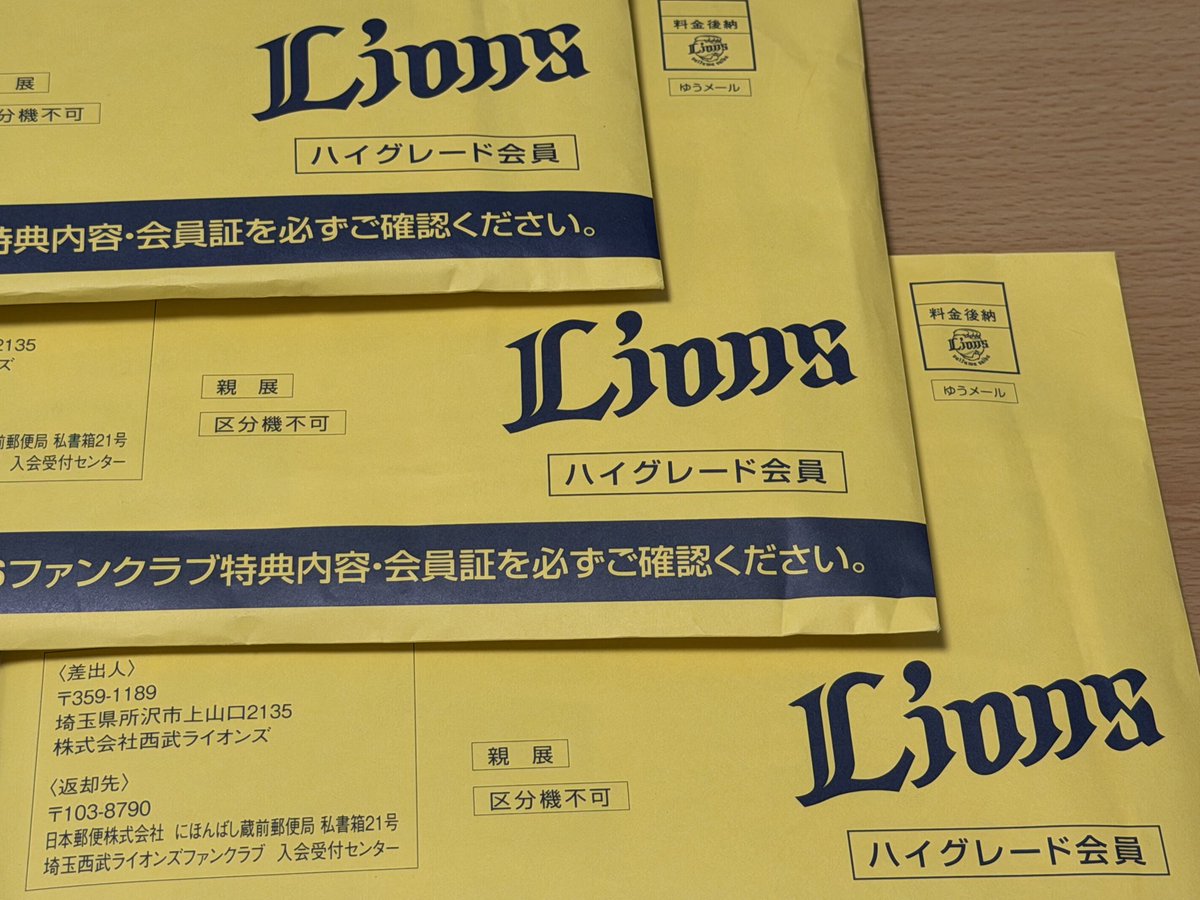 展
分機不可
Lions
ハイグレード会員
特典内容・会員証を必ずご確認ください。
料金後納
Lions
ゆうメール
2135
ズ
前郵便局 私書箱21号
入会受付センター
親 展
区分機不可
Lions
ハイグレード会員
Sファンクラブ特典内容・会員証を必ずご確認ください。
料金後納
Lions
ゆうメール
〈差出人〉
〒359-1189
埼玉県所沢市上山口2135
株式会社西武ライオンズ
〈返却先〉
〒103-8790
日本郵便株式会社 にほんばし蔵前郵便局 私書箱21号
埼玉西武ライオンズファンクラブ 入会受付センター
親 展
区分機不可
Lions
ハイグレード会員